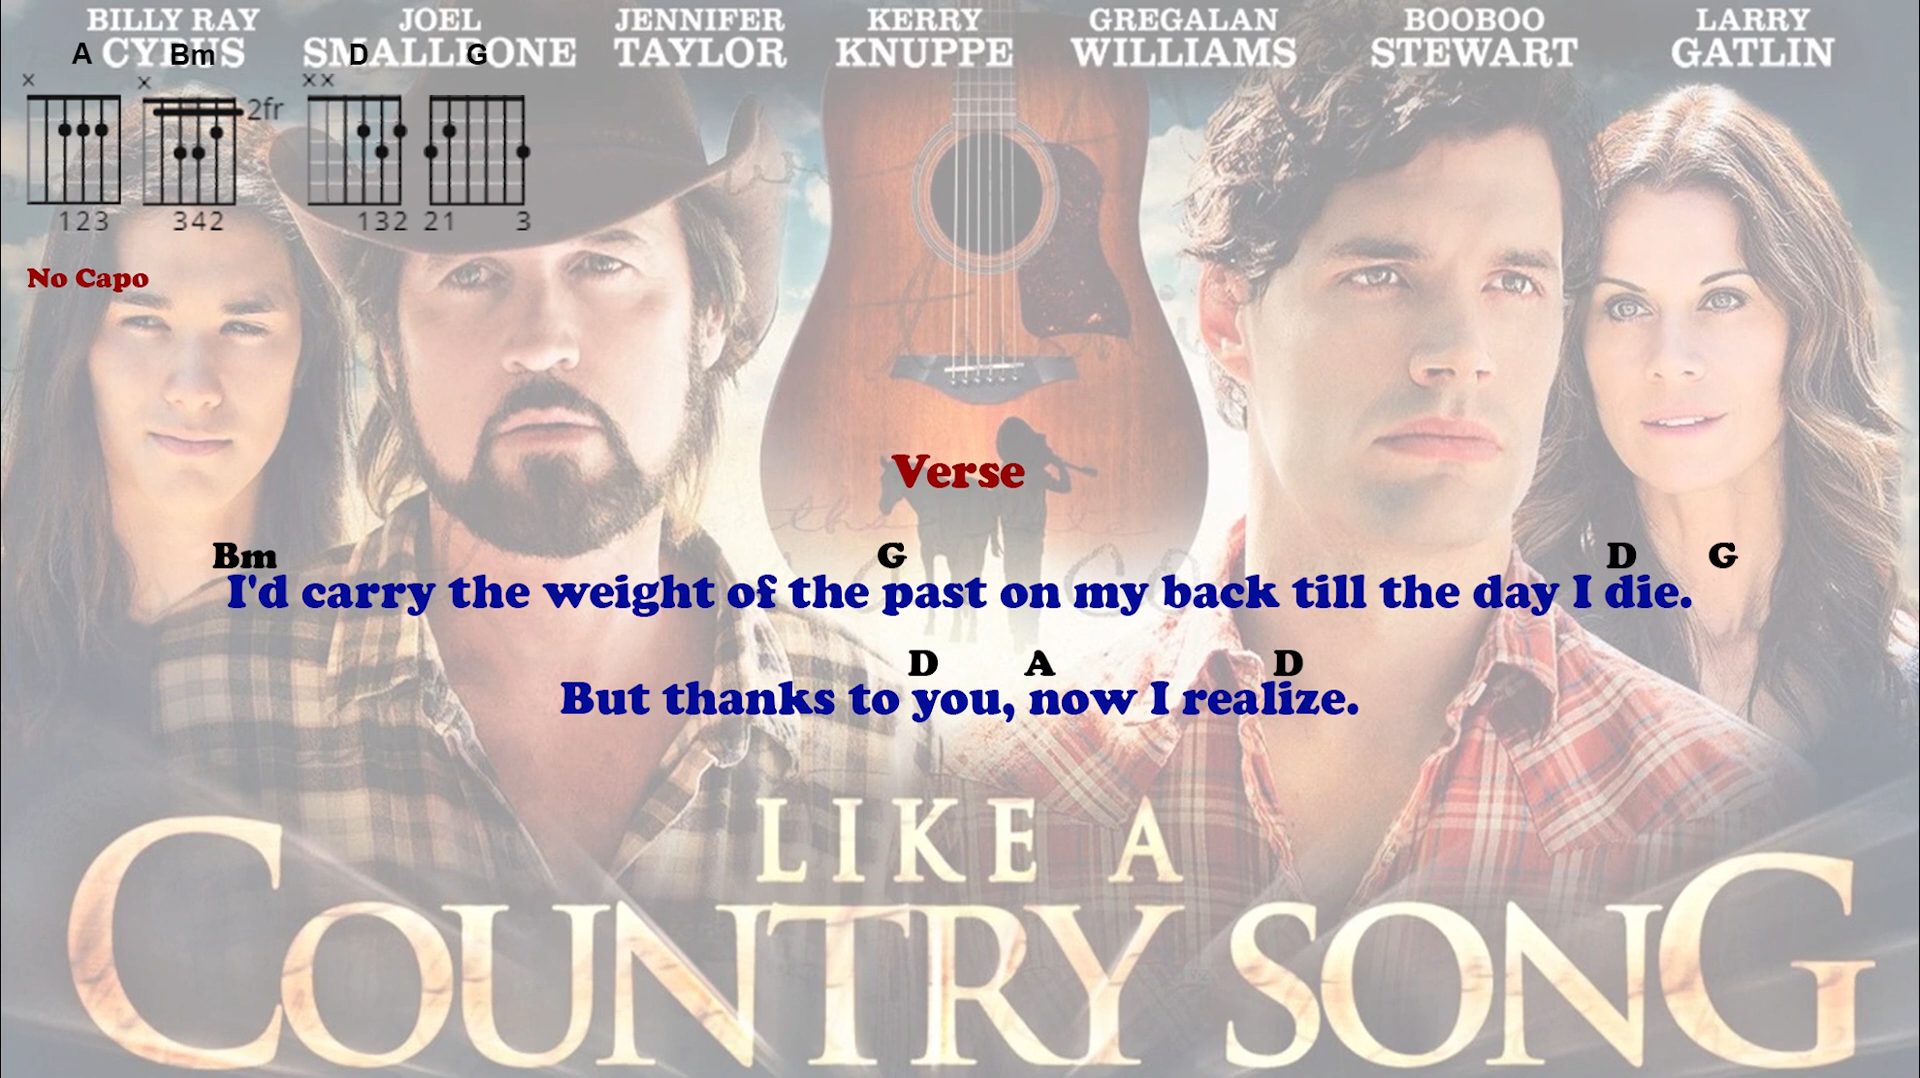 BILLY RAY CYRUS
JOEL SMALLBONE
JENNIFER TAYLOR
KERRY KNUPPE
GREGALAN WILLIAMS
BOOBOO STEWART
LARRY GATLIN
A Bm D G
x x xx
2fr
123 342 132 21 3
No Capo
Verse
Bm G D G
I'd carry the weight of the past on my back till the day I die.
D A D
But thanks to you, now I realize.
LIKE A
COUNTRY SONG